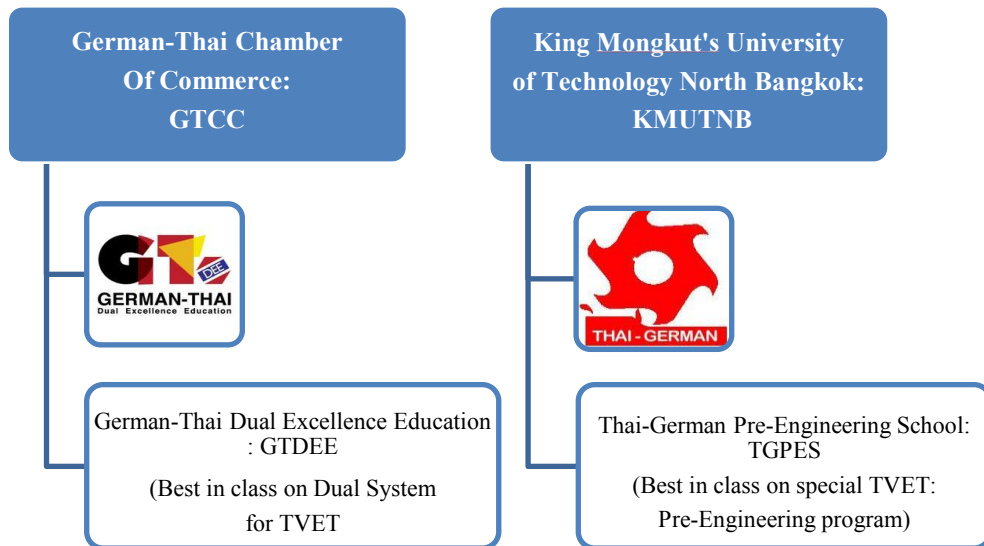 German-Thai Chamber
Of Commerce:
GTCC
GT
DEE
GERMAN-THAI
Dual Excellence Education
German-Thai Dual Excellence Education
: GTDEE
(Best in class on Dual System
for TVET
King Mongkut's University
of Technology North Bangkok:
KMUTNB
THAI - GERMAN
Thai-German Pre-Engineering School:
TGPES
(Best in class on special TVET:
Pre-Engineering program)